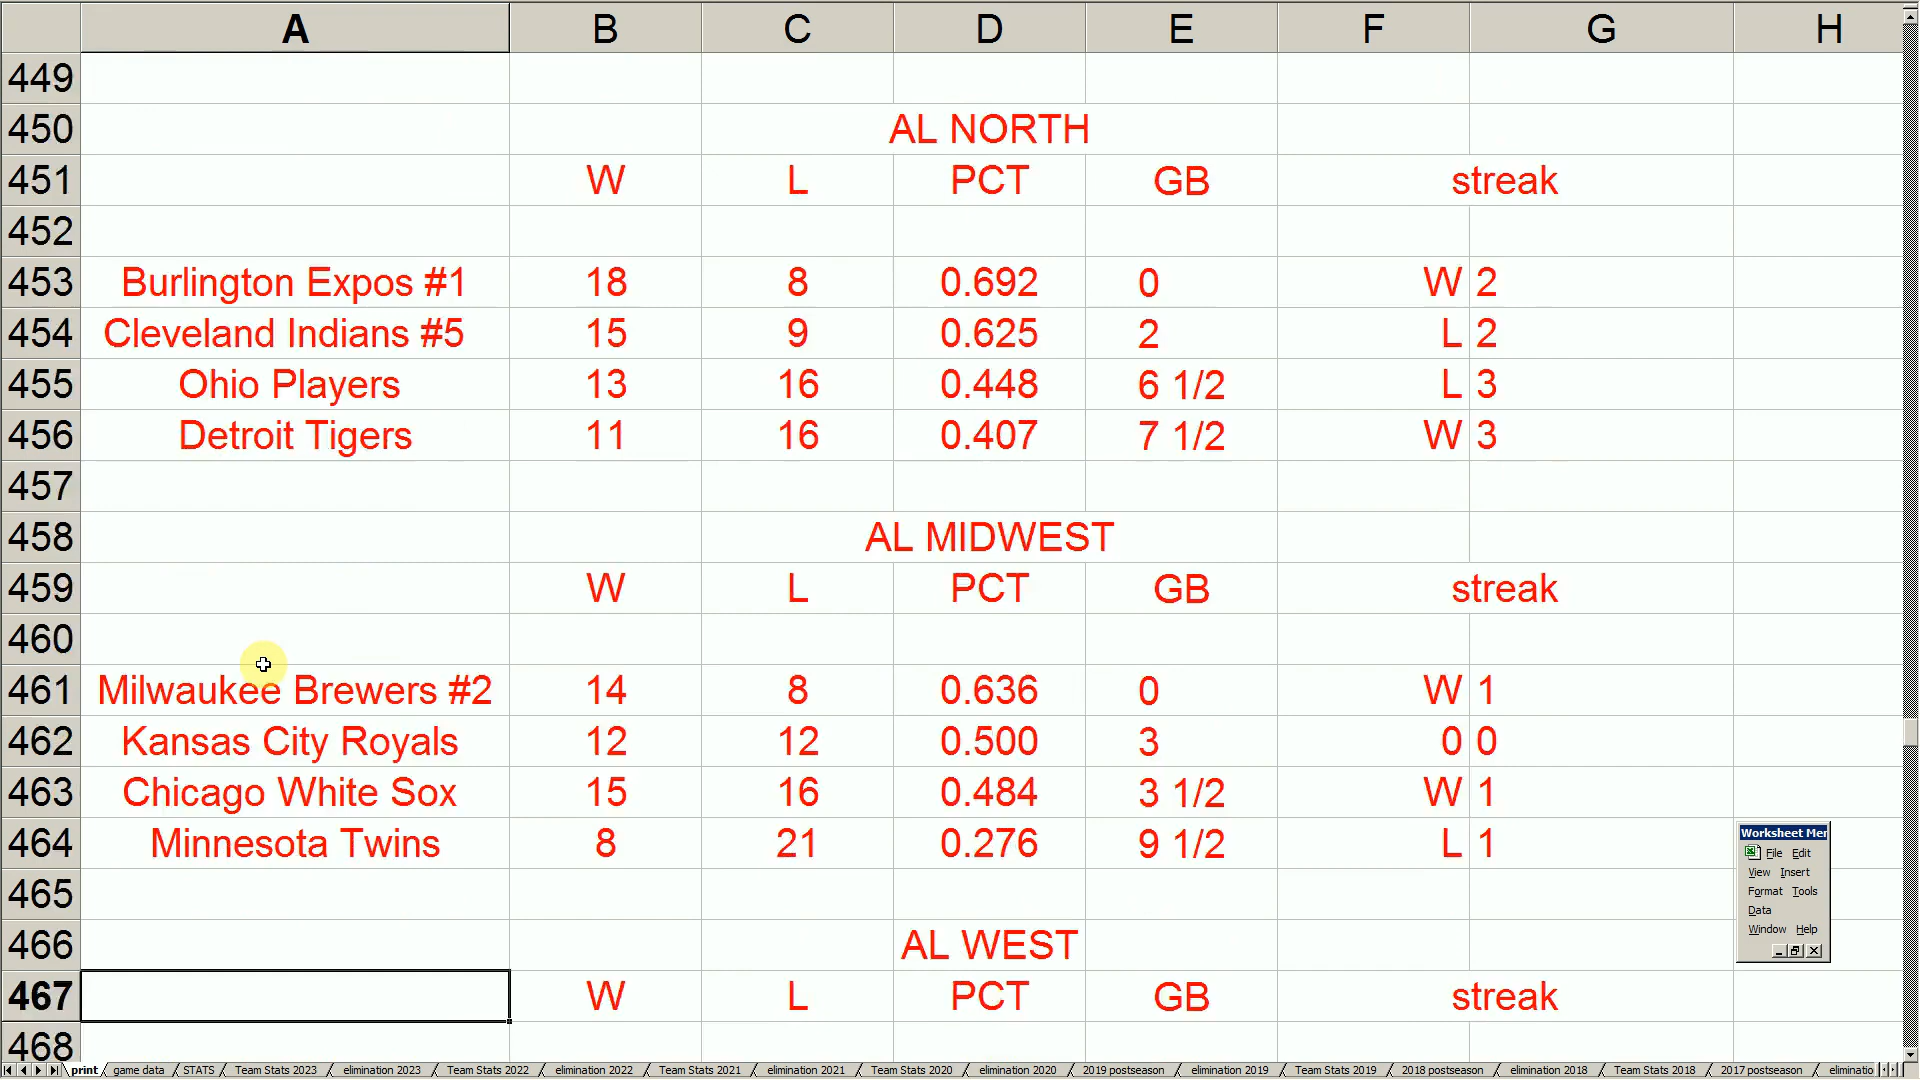 A B C D E F G H
449
450 AL NORTH
451 W L PCT GB streak
452
453 Burlington Expos #1 18 8 0.692 0 W 2
454 Cleveland Indians #5 15 9 0.625 2 L 2
455 Ohio Players 13 16 0.448 6 1/2 L 3
456 Detroit Tigers 11 16 0.407 7 1/2 W 3
457
458 AL MIDWEST
459 W L PCT GB streak
460
461 Milwaukee Brewers #2 14 8 0.636 0 W 1
462 Kansas City Royals 12 12 0.500 3 0 0
463 Chicago White Sox 15 16 0.484 3 1/2 W 1
464 Minnesota Twins 8 21 0.276 9 1/2 L 1
465
466 AL WEST
467 W L PCT GB streak
468
Worksheet Mer
File Edit
View Insert
Format Tools
Data
Window Help
print game data STATS Team Stats 2023 elimination 2023 Team Stats 2022 elimination 2022 Team Stats 2021 elimination 2021 Team Stats 2020 elimination 2020 2019 postseason elimination 2019 Team Stats 2019 2018 postseason elimination 2018 Team Stats 2018 2017 postseason eliminatio